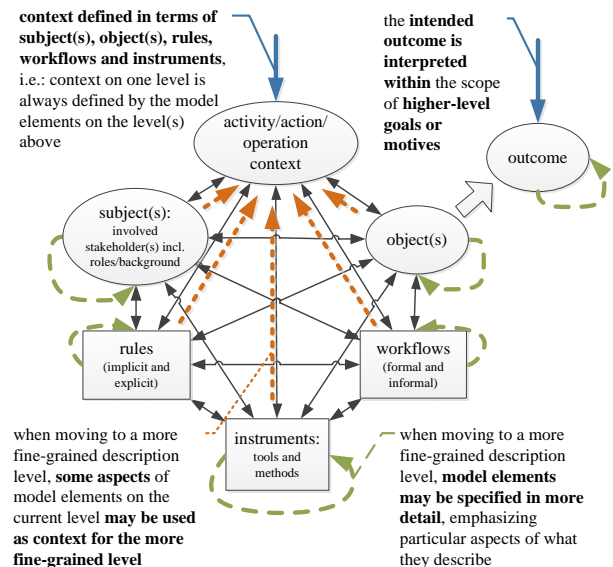 context defined in terms of
subject(s), object(s), rules,
workflows and instruments,
i.e.: context on one level is
always defined by the model
elements on the level(s)
above
the intended
outcome is
interpreted
within the scope
of higher-level
goals or
motives
activity/action/
operation
context
outcome
subject(s):
involved
stakeholder(s) incl.
roles/background
object(s)
rules
(implicit and
explicit)
workflows
(formal and
informal)
instruments:
tools and
methods
when moving to a more
fine-grained description
level, some aspects of
model elements on the
current level may be used
as context for the more
fine-grained level
when moving to a more
fine-grained description
level, model elements
may be specified in more
detail, emphasizing
particular aspects of what
they describe